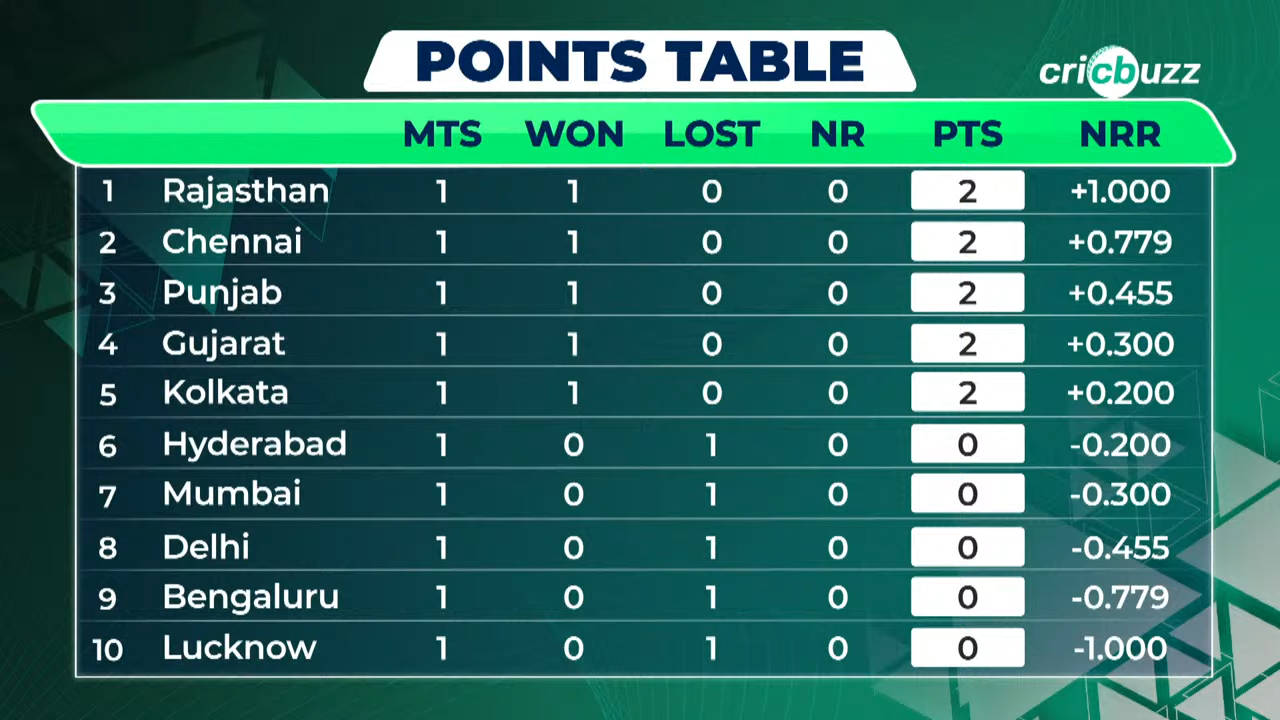 POINTS TABLE
cricbuzz
MTS WON LOST NR PTS NRR
1 Rajasthan 1 1 0 0 2 +1.000
2 Chennai 1 1 0 0 2 +0.779
3 Punjab 1 1 0 0 2 +0.455
4 Gujarat 1 1 0 0 2 +0.300
5 Kolkata 1 1 0 0 2 +0.200
6 Hyderabad 1 0 1 0 0 -0.200
7 Mumbai 1 0 1 0 0 -0.300
8 Delhi 1 0 1 0 0 -0.455
9 Bengaluru 1 0 1 0 0 -0.779
10 Lucknow 1 0 1 0 0 -1.000